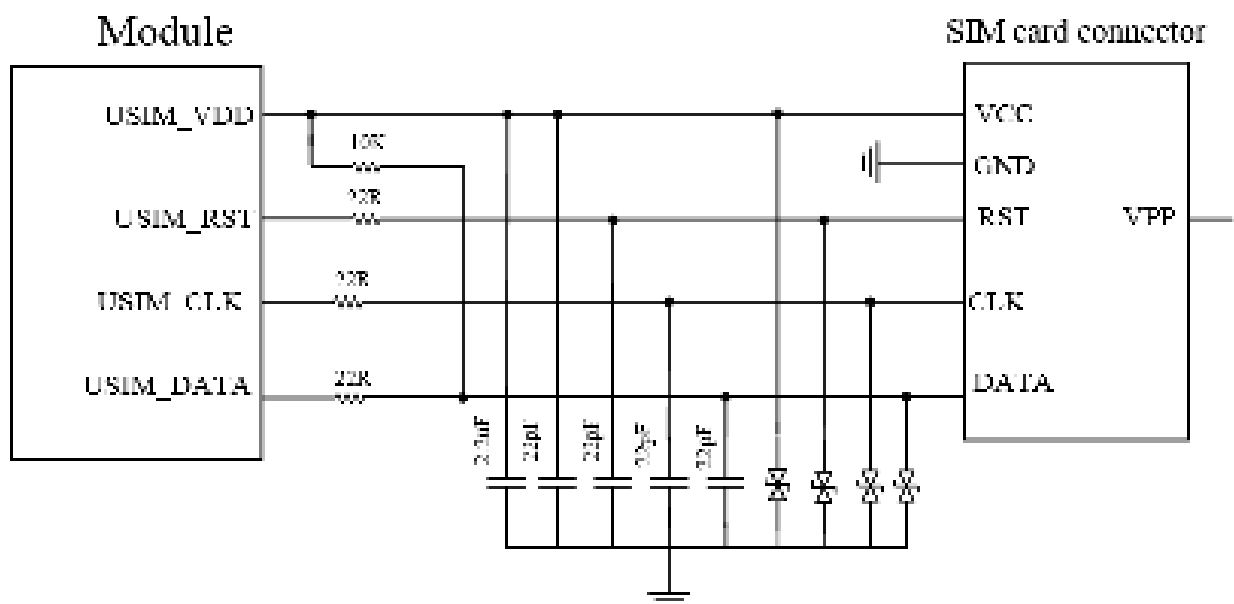 Module
SIM card connector
USIM_VDD
VCC
10K
GND
22R
USIM_RST
RST
VPP
22R
USIM_CLK
CLK
22R
USIM_DATA
DATA
22pF
22pF
22pF
22pF